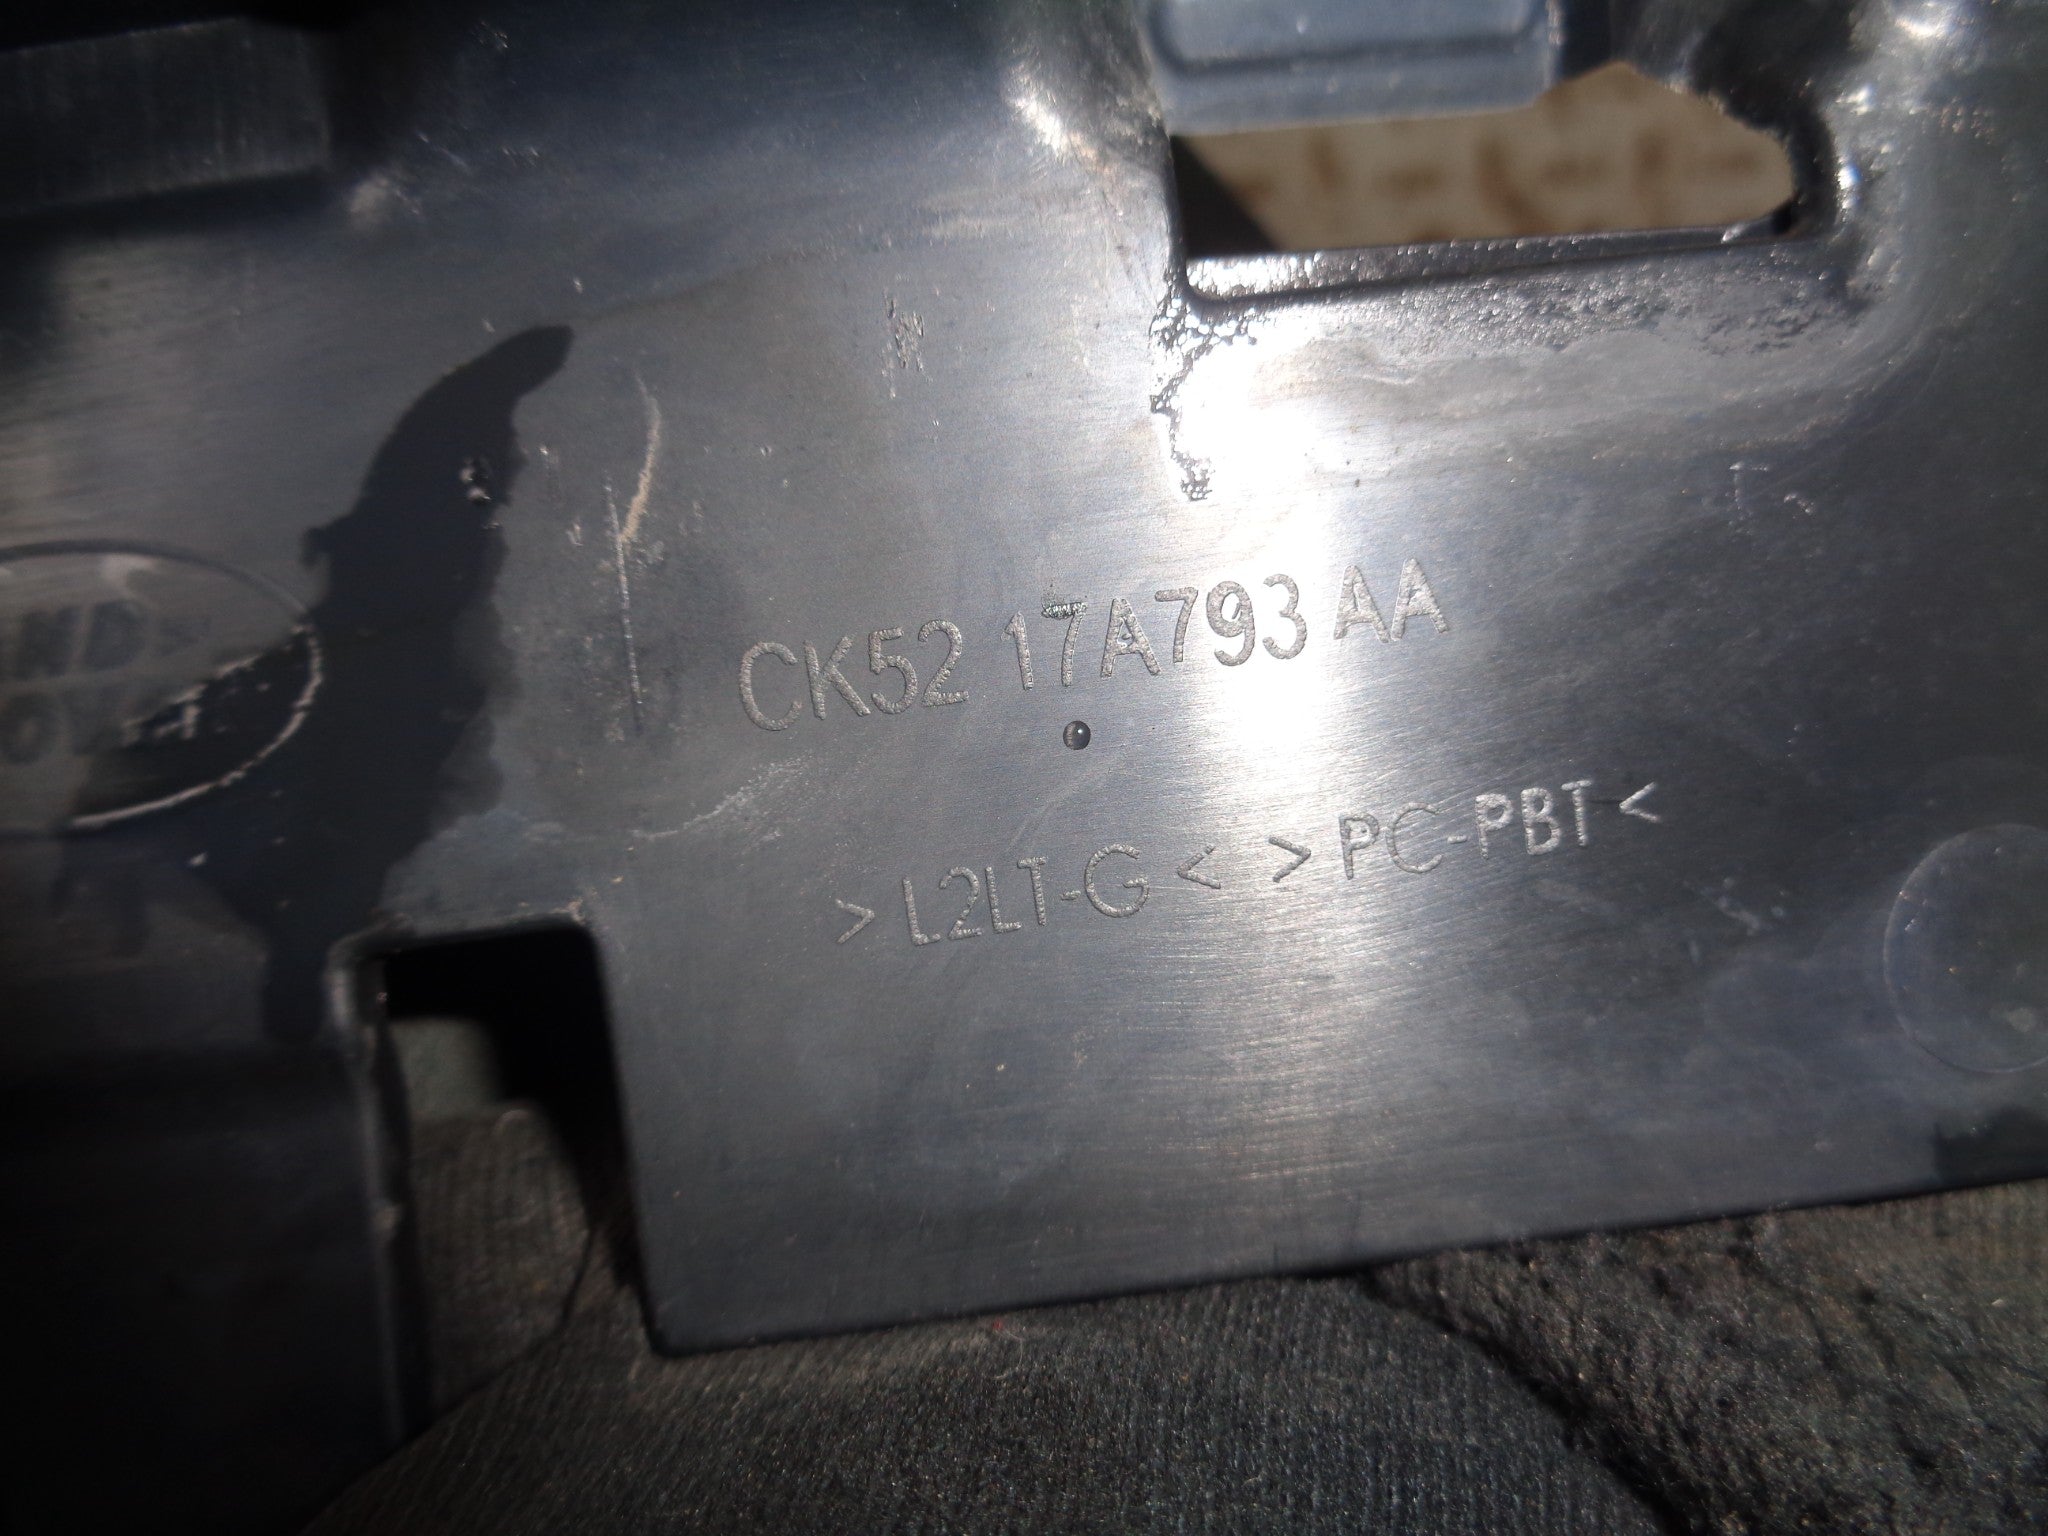 CK52 17A793 AA
>L2LT-G< >PC-PBT<